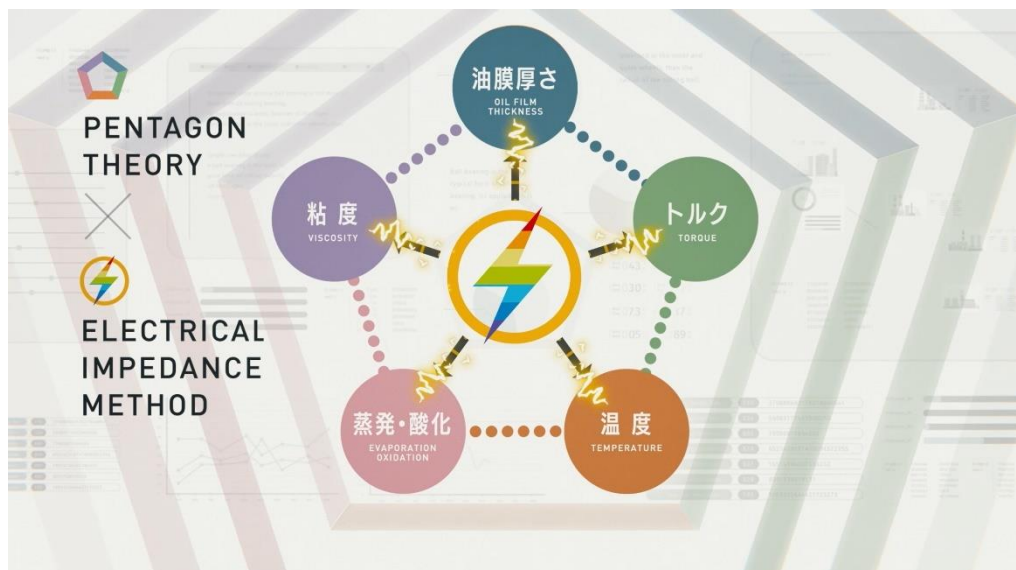 PENTAGON
THEORY
ELECTRICAL
IMPEDANCE
METHOD
油膜厚さ
OIL FILM
THICKNESS
粘度
VISCOSITY
トルク
TORQUE
蒸発・酸化
EVAPORATION
OXIDATION
温度
TEMPERATURE